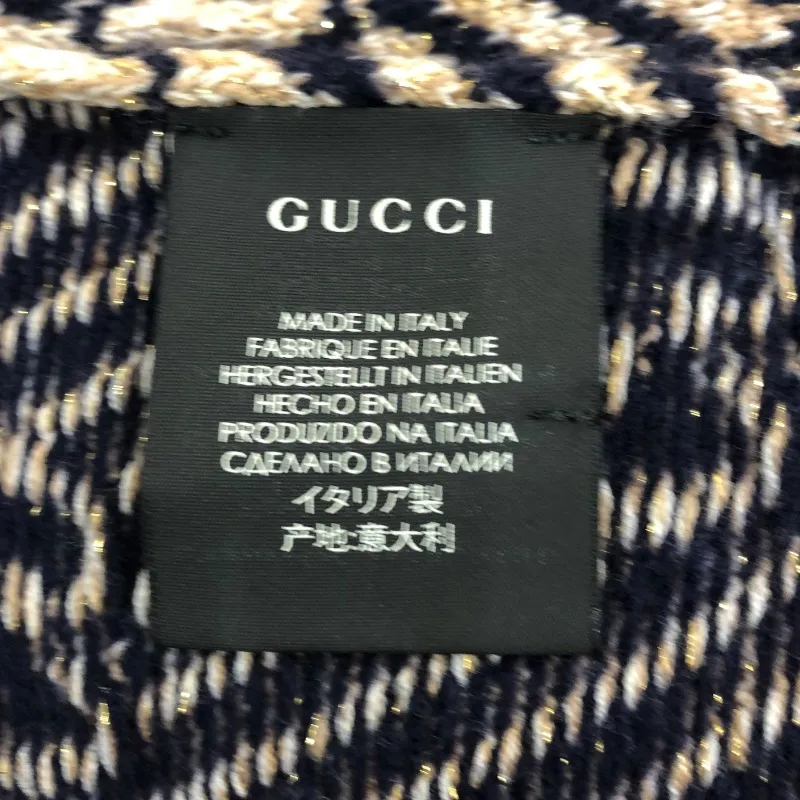 GUCCI
MADE IN ITALY
FABRIQUE EN ITALIE
HERGESTELLT IN ITALIEN
HECHO EN ITALIA
PRODUZIDO NA ITALIA
СДЕЛАНО В ИТАЛИИ
イタリア製
产地:意大利